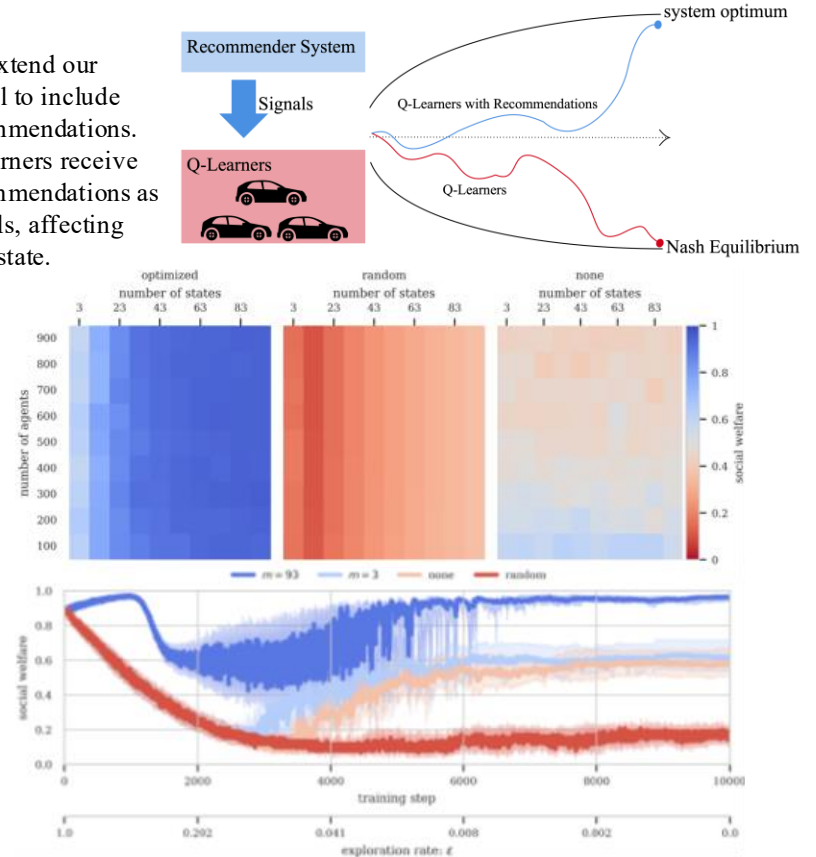 system optimum
Recommender System
xtend our
l to include
nmendations.
rners receive
nmendations as
ls, affecting
state.
Signals
Q-Learners with Recommendations
Q-Learners
Q-Learners
Nash Equilibrium
optimized random none
number of states number of states number of states
3 23 43 63 83 3 23 43 63 83 3 23 43 63 83
number of agents
900
800
700
600
500
400
300
200
100
1
0.8
0.6
0.4
0.2
0
social welfare
m = 93 m = 3 none random
social welfare
1.0
0.8
0.6
0.4
0.2
0.0
0 2000 4000 6000 8000 10000
training step
1.0 0.202 0.041 0.008 0.002 0.0
exploration rate: ε